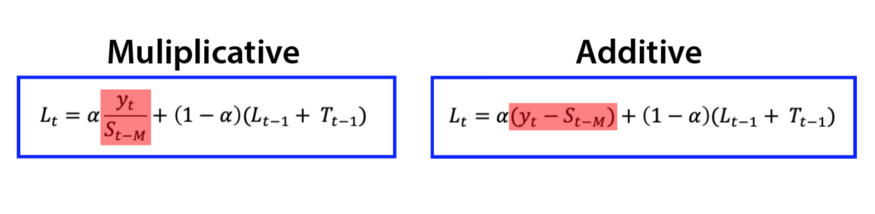 Muliplicative
Additive
L_t = α y_t / S_{t−M} + (1 − α)(L_{t−1} + T_{t−1})
L_t = α(y_t − S_{t−M}) + (1 − α)(L_{t−1} + T_{t−1})